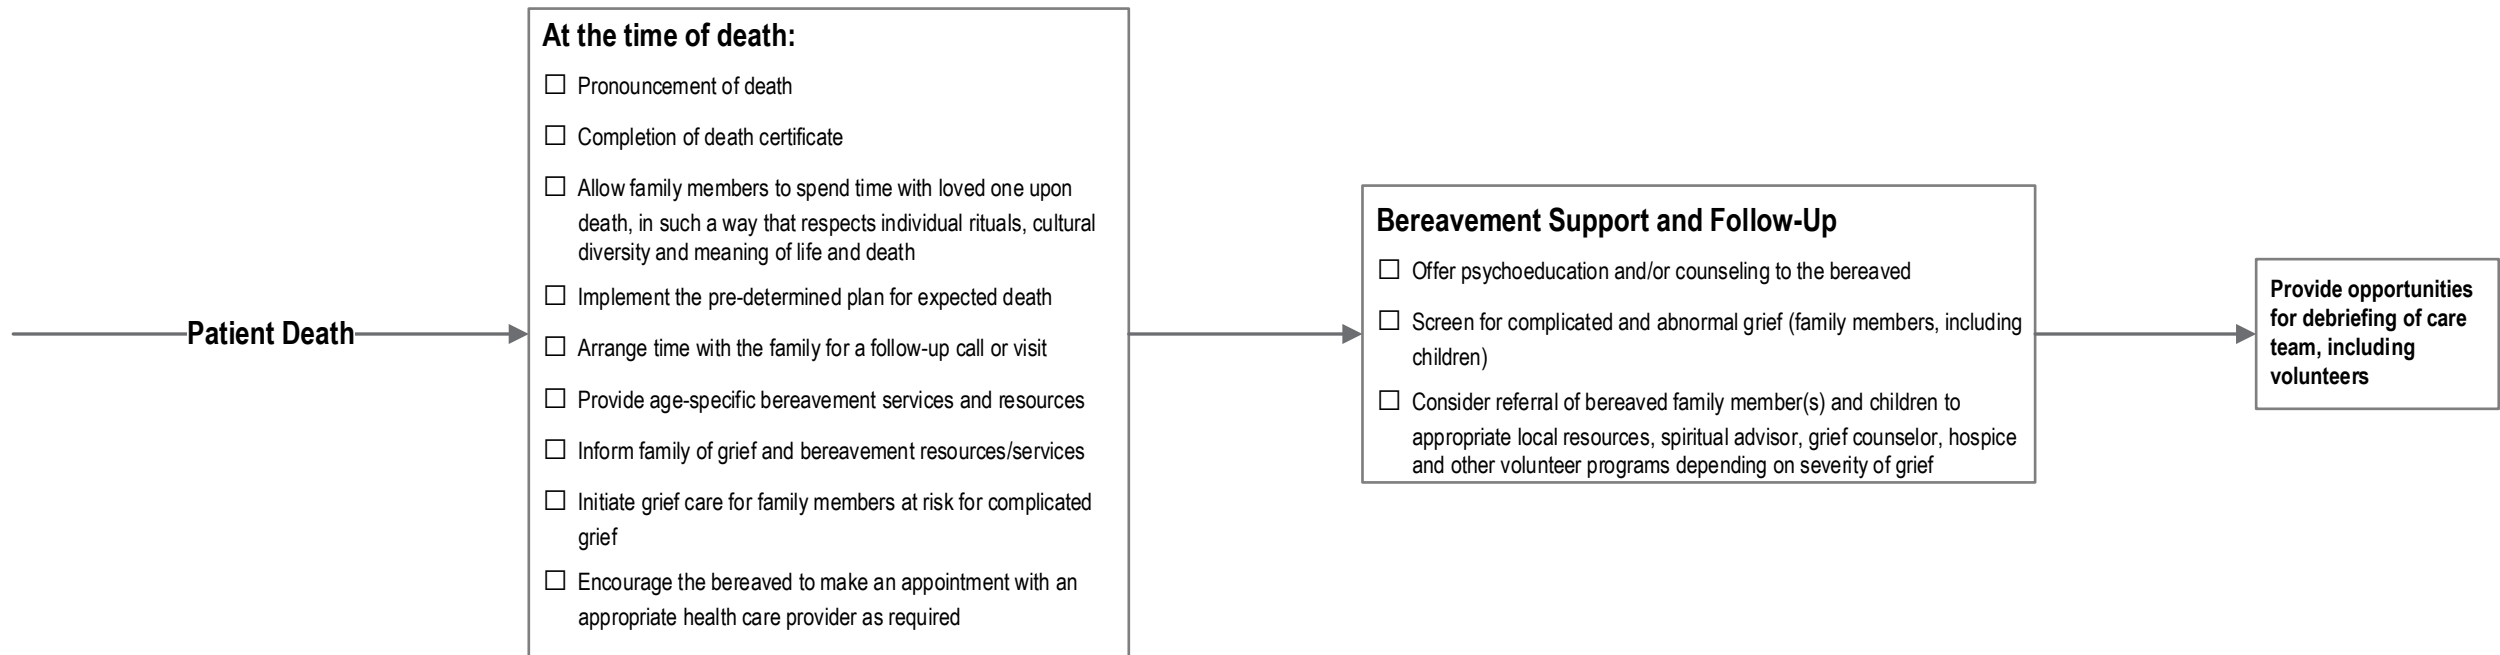 Patient Death
At the time of death:
☐ Pronouncement of death
☐ Completion of death certificate
☐ Allow family members to spend time with loved one upon
death, in such a way that respects individual rituals, cultural
diversity and meaning of life and death
☐ Implement the pre-determined plan for expected death
☐ Arrange time with the family for a follow-up call or visit
☐ Provide age-specific bereavement services and resources
☐ Inform family of grief and bereavement resources/services
☐ Initiate grief care for family members at risk for complicated
grief
☐ Encourage the bereaved to make an appointment with an
appropriate health care provider as required
Bereavement Support and Follow-Up
☐ Offer psychoeducation and/or counseling to the bereaved
☐ Screen for complicated and abnormal grief (family members, including
children)
☐ Consider referral of bereaved family member(s) and children to
appropriate local resources, spiritual advisor, grief counselor, hospice
and other volunteer programs depending on severity of grief
Provide opportunities
for debriefing of care
team, including
volunteers